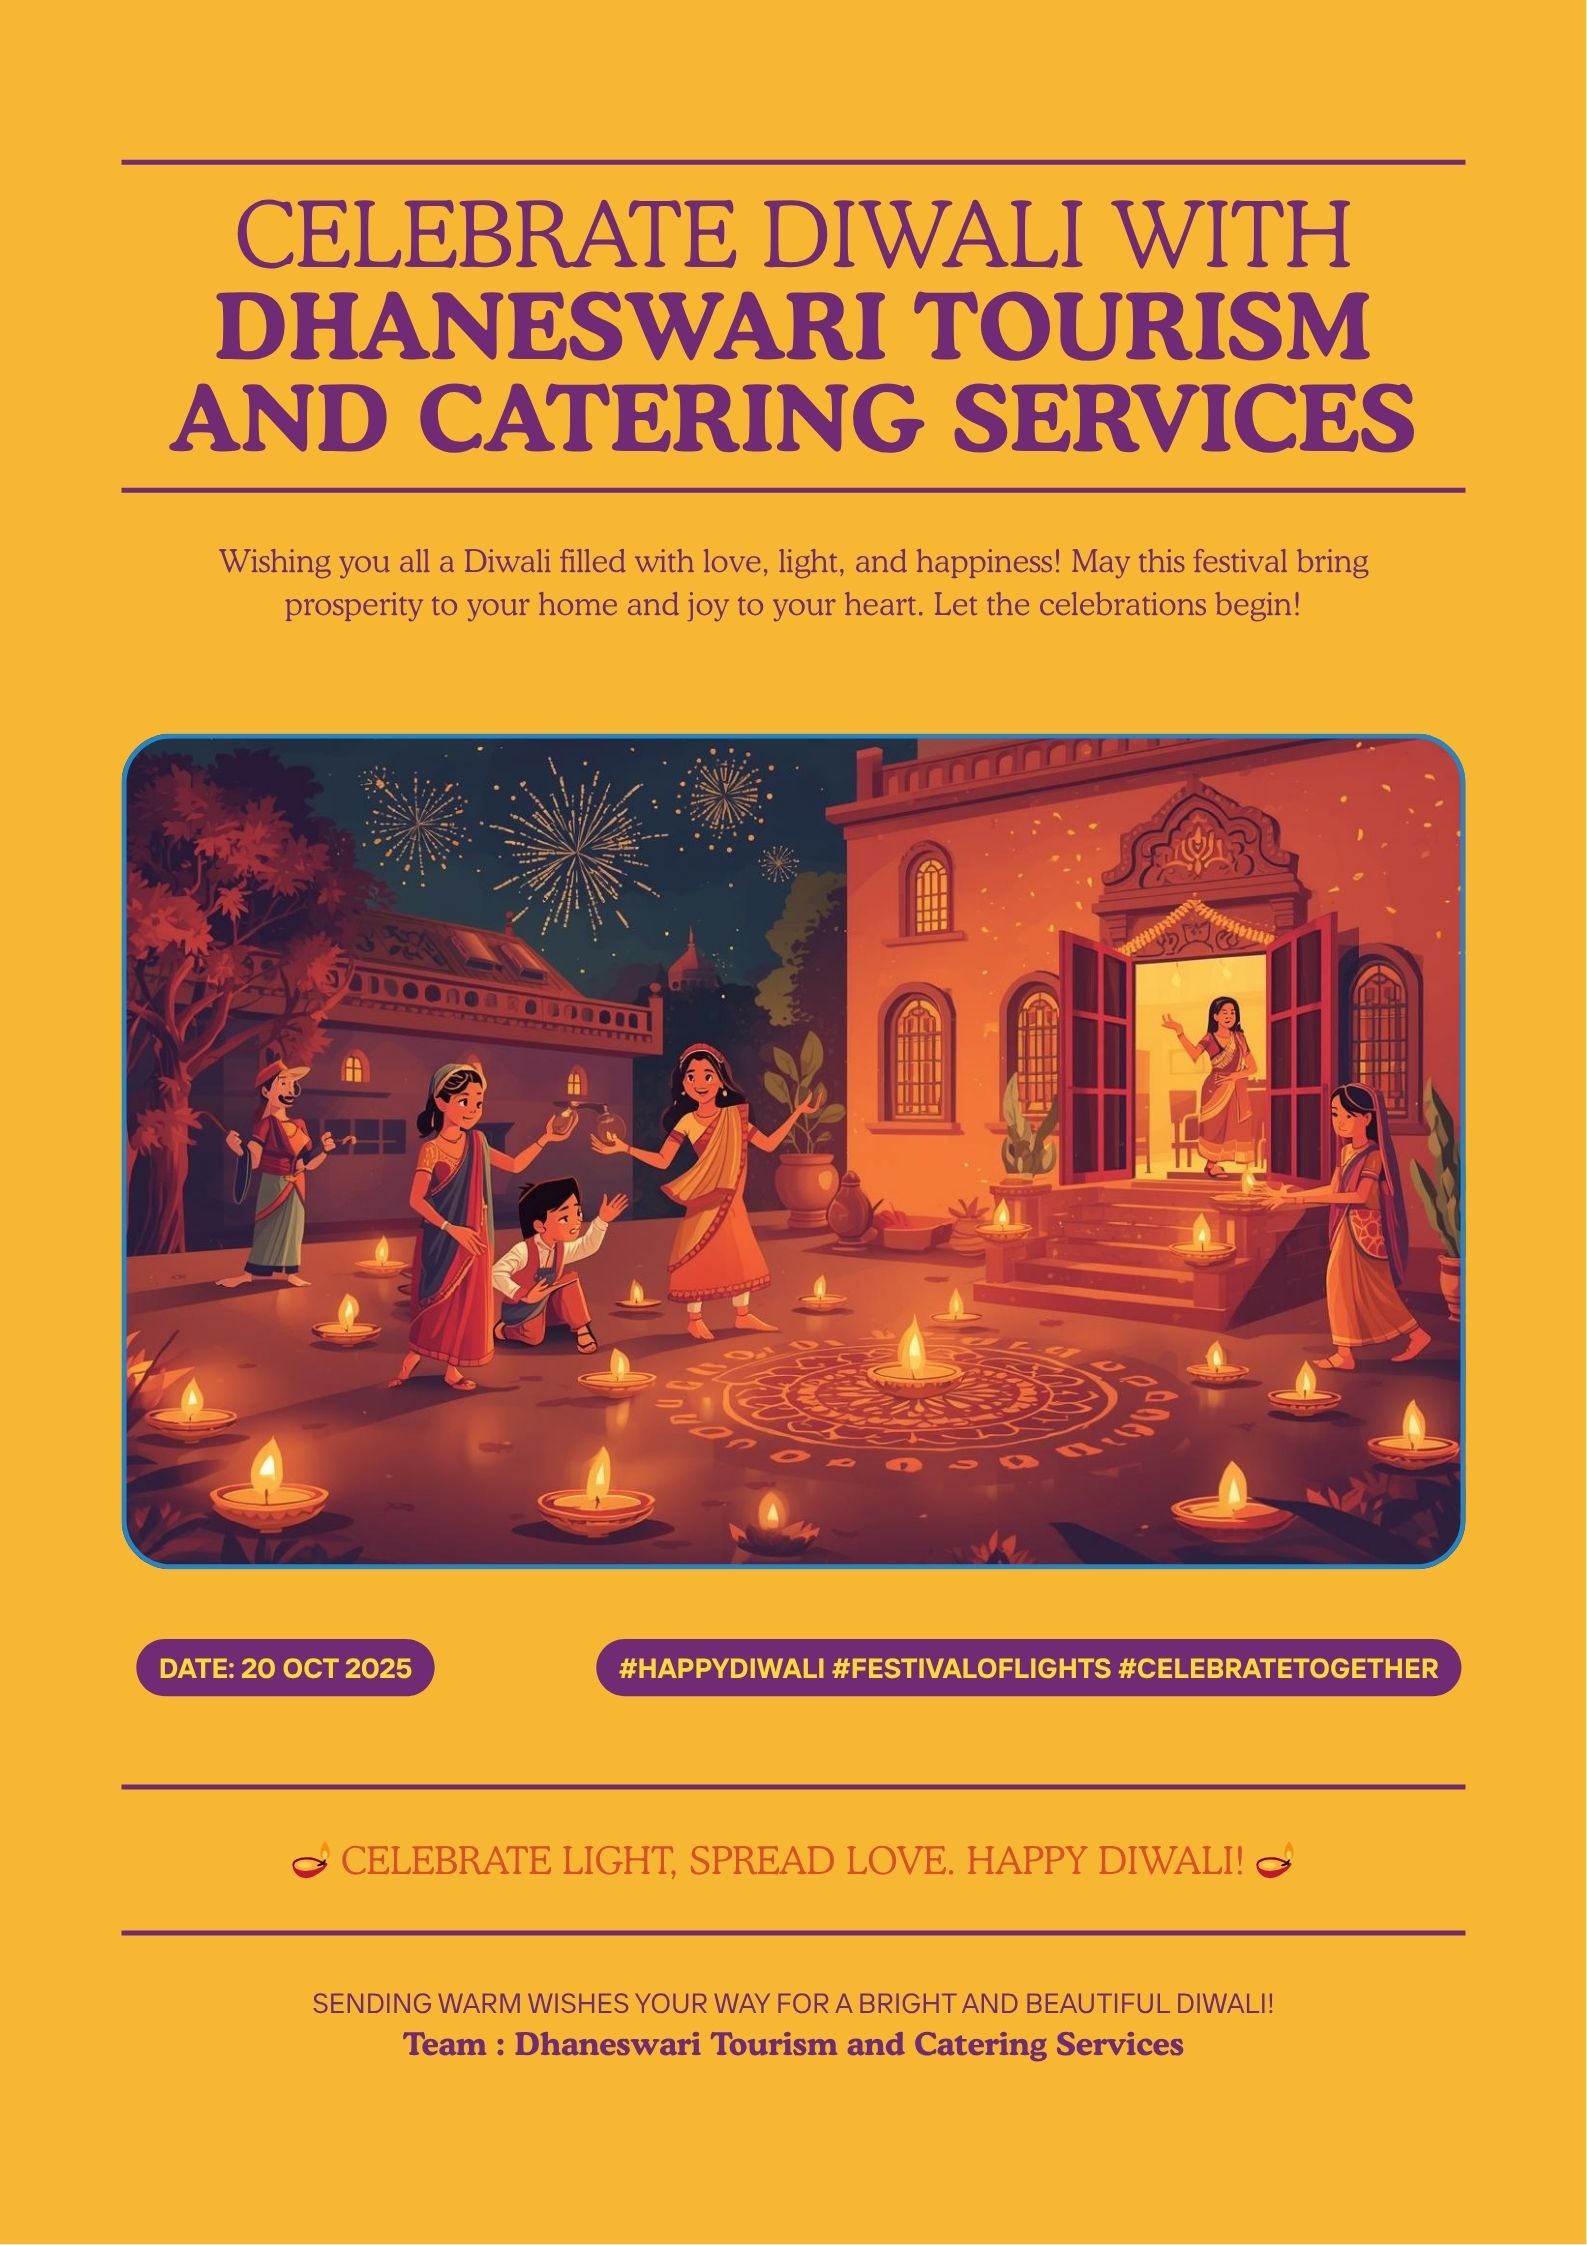 CELEBRATE DIWALI WITH
DHANESWARI TOURISM
AND CATERING SERVICES
Wishing you all a Diwali filled with love, light, and happiness! May this festival bring
prosperity to your home and joy to your heart. Let the celebrations begin!
DATE: 20 OCT 2025
#HAPPYDIWALI #FESTIVALOFLIGHTS #CELEBRATETOGETHER
🪔 CELEBRATE LIGHT, SPREAD LOVE. HAPPY DIWALI! 🪔
SENDING WARM WISHES YOUR WAY FOR A BRIGHT AND BEAUTIFUL DIWALI!
Team : Dhaneswari Tourism and Catering Services